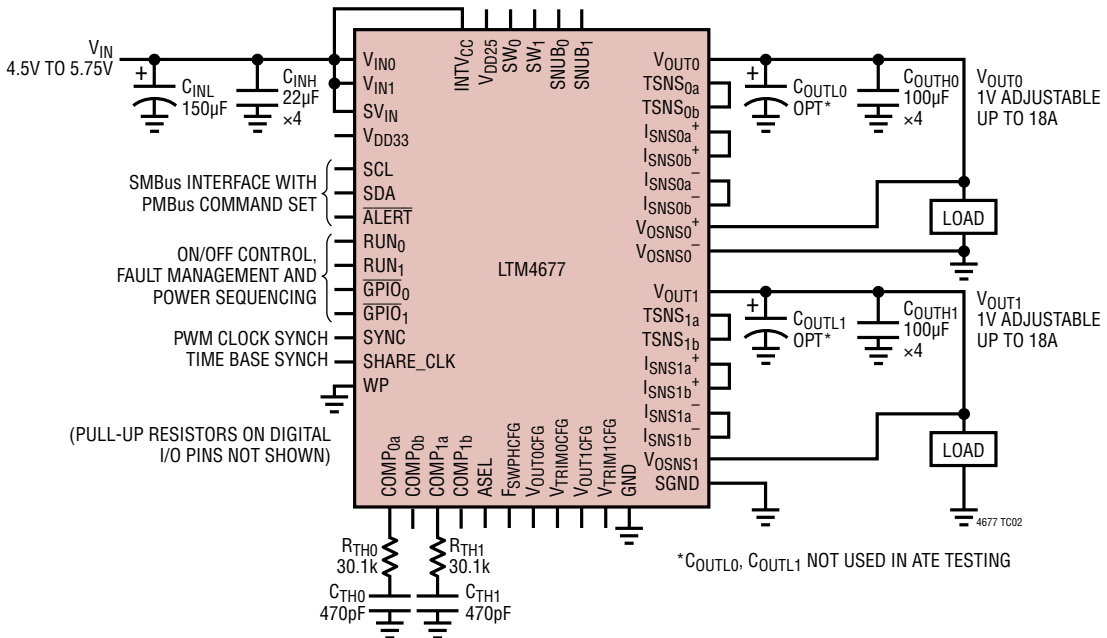 V_IN
4.5V TO 5.75V
C_INL
150µF
C_INH
22µF
×4
+
INTV_CC
V_DD25
SW_0
SW_1
SNUB_0
SNUB_1
V_IN0
V_IN1
SV_IN
V_DD33
SMBus INTERFACE WITH
PMBus COMMAND SET
SCL
SDA
ALERT
ON/OFF CONTROL,
FAULT MANAGEMENT AND
POWER SEQUENCING
RUN_0
RUN_1
GPIO_0
GPIO_1
PWM CLOCK SYNCH
SYNC
TIME BASE SYNCH
SHARE_CLK
WP
(PULL-UP RESISTORS ON DIGITAL
I/O PINS NOT SHOWN)
LTM4677
V_OUT0
TSNS_0a
TSNS_0b
I_SNS0a+
I_SNS0b+
I_SNS0a–
I_SNS0b–
V_OSNS0+
V_OSNS0–
+
C_OUTL0
OPT*
C_OUTH0
100µF
×4
V_OUT0
1V ADJUSTABLE
UP TO 18A
LOAD
V_OUT1
TSNS_1a
TSNS_1b
I_SNS1a+
I_SNS1b+
I_SNS1a–
I_SNS1b–
V_OSNS1
SGND
+
C_OUTL1
OPT*
C_OUTH1
100µF
×4
V_OUT1
1V ADJUSTABLE
UP TO 18A
LOAD
4677 TC02
COMP_0a
COMP_0b
COMP_1a
COMP_1b
ASEL
F_SWPHCFG
V_OUT0CFG
V_TRIM0CFG
V_OUT1CFG
V_TRIM1CFG
GND
R_TH0
30.1k
R_TH1
30.1k
C_TH0
470pF
C_TH1
470pF
*C_OUTL0, C_OUTL1 NOT USED IN ATE TESTING